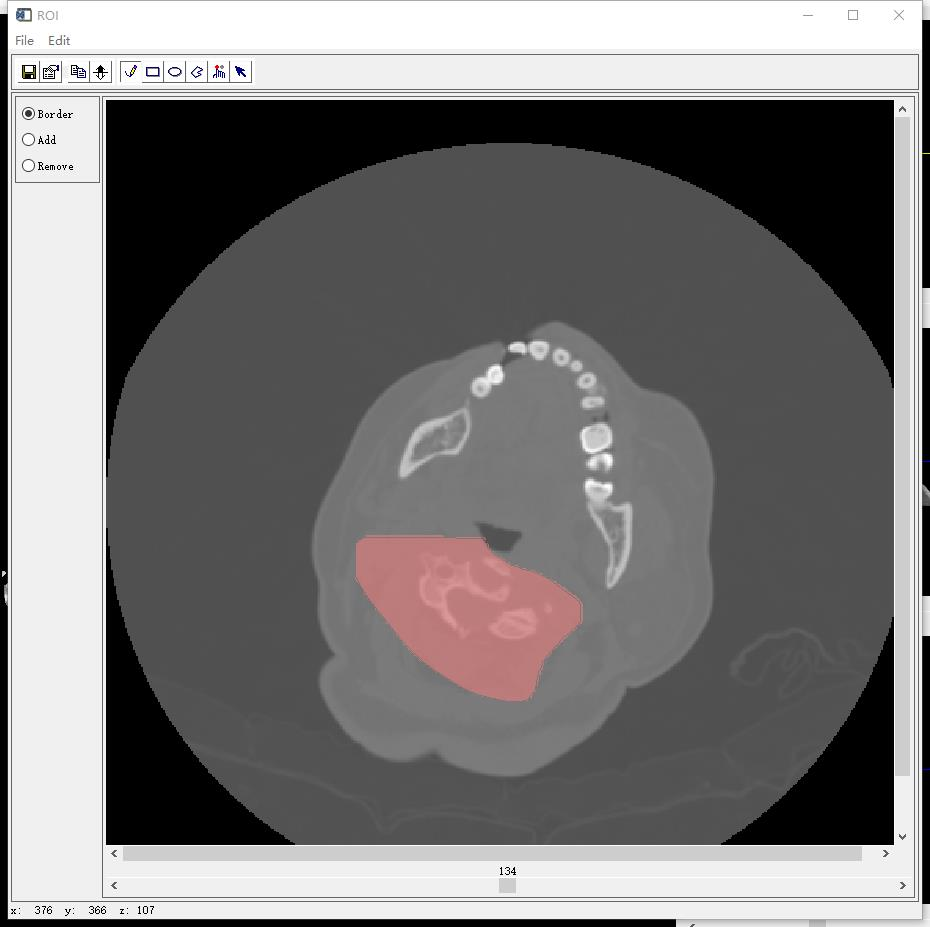 ROI
File Edit
Border
Add
Remove
134
x: 376 y: 366 z: 107